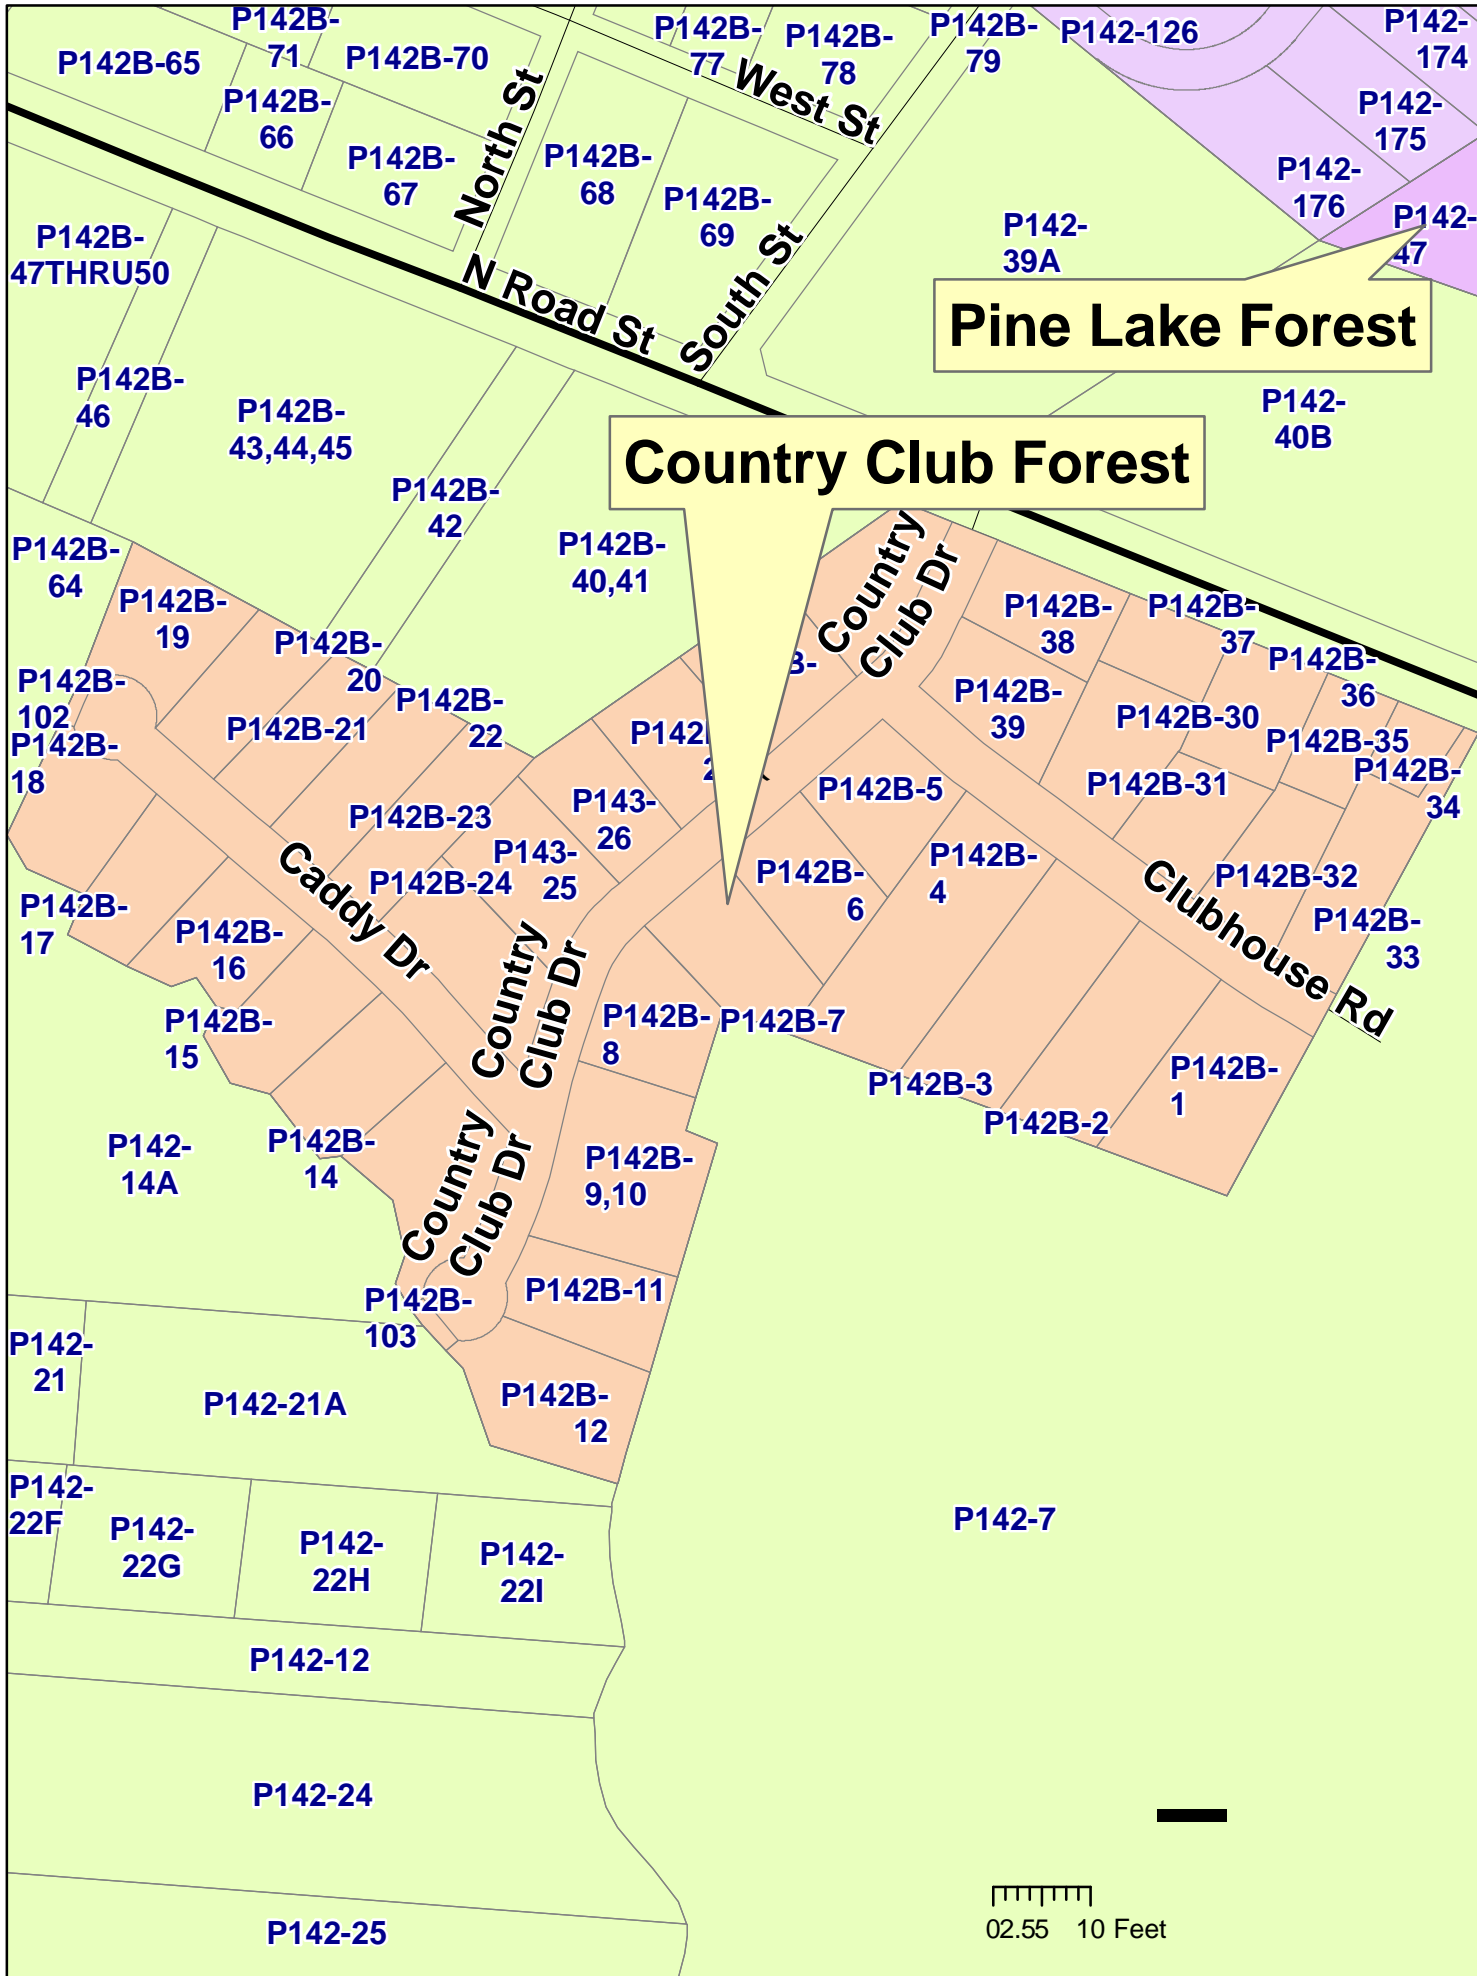 P142B-
71
P142B-65
P142B-70
P142B-
66
P142B-
67
North St
P142B-
77
P142B-
78
P142B-
79
West St
P142-126
P142-
174
P142-
175
P142-
176
P142-
47
P142B-
68
P142B-
69
South St
P142-
39A
Pine Lake Forest
P142B-
47THRU50
N Road St
P142B-
46
P142B-
43,44,45
P142B-
42
P142-
40B
Country Club Forest
P142B-
40,41
P142B-
64
P142B-
19
P142B-
20
P142B-
102
P142B-
18
P142B-21
P142B-
22
Country
Club Dr
P142B-
38
P142B-
37
P142B-
36
P142B-
39
P142B-30
P142B-35
P142B-
34
P142B-31
P142B-5
P143-
26
P142B-23
P143-
25
P142B-24
Caddy Dr
P142B-
6
P142B-
4
P142B-32
P142B-
33
Clubhouse Rd
P142B-
17
P142B-
16
P142B-
15
Country
Club Dr
P142B-
8
P142B-7
P142B-3
P142B-2
P142B-
1
P142-
14A
P142B-
14
Country
Club Dr
P142B-
9,10
P142B-11
P142B-
103
P142B-
12
P142-
21
P142-21A
P142-
22F
P142-
22G
P142-
22H
P142-
22I
P142-7
P142-12
P142-24
P142-25
02.55 10 Feet